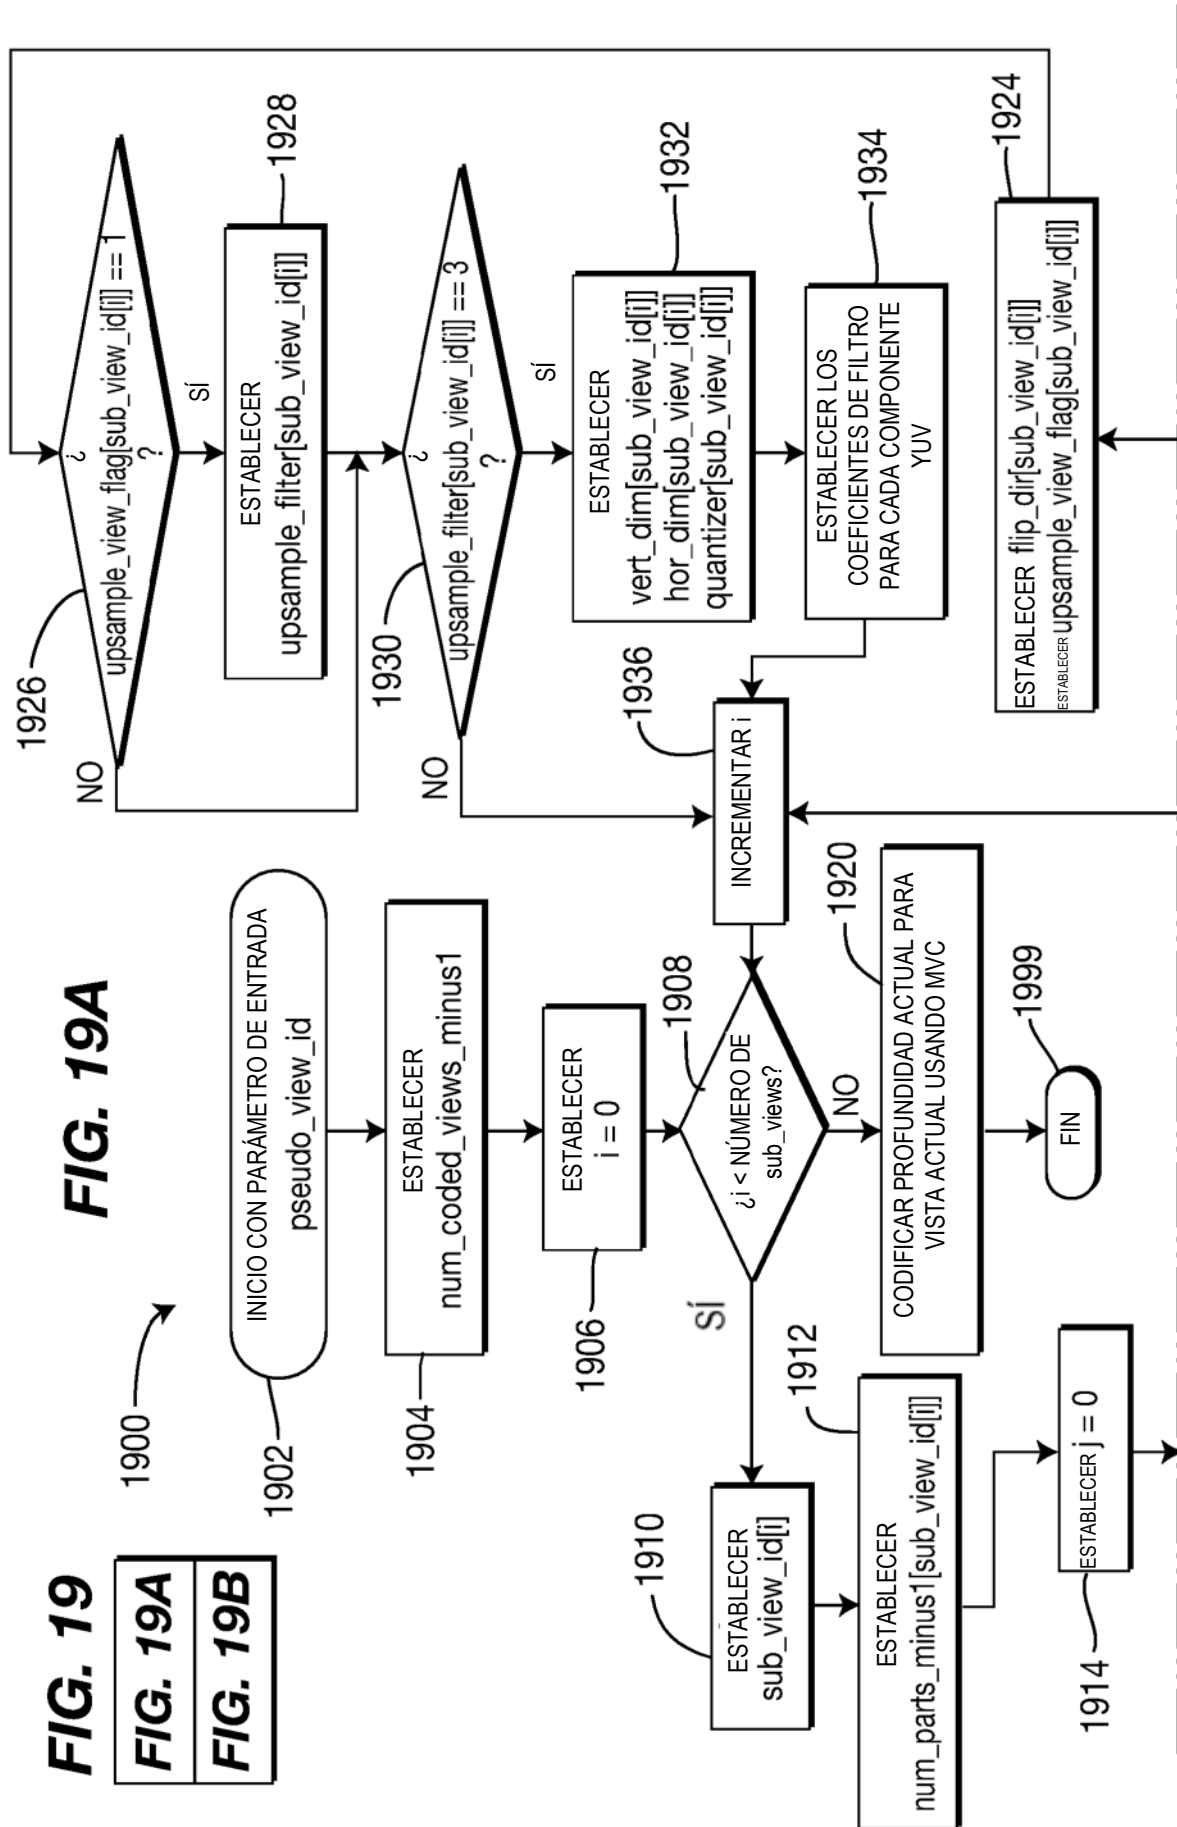 FIG. 19
FIG. 19A
FIG. 19B
FIG. 19A
1900
INICIO CON PARÁMETRO DE ENTRADA
pseudo_view_id
1902
ESTABLECER
num_coded_views_minus1
1904
ESTABLECER
i = 0
1906
¿i < NÚMERO DE
sub_views?
1908
SÍ
NO
ESTABLECER
sub_view_id[i]
1910
ESTABLECER
num_parts_minus1[sub_view_id[i]]
1912
ESTABLECER j = 0
1914
CODIFICAR PROFUNDIDAD ACTUAL PARA
VISTA ACTUAL USANDO MVC
1920
FIN
1999
¿
upsample_view_flag[sub_view_id[i]] == 1
?
1926
NO
SÍ
ESTABLECER
upsample_filter[sub_view_id[i]]
1928
¿
upsample_filter[sub_view_id[i]] == 3
?
1930
NO
SÍ
ESTABLECER
vert_dim[sub_view_id[i]]
hor_dim[sub_view_id[i]]
quantizer[sub_view_id[i]]
1932
ESTABLECER LOS
COEFICIENTES DE FILTRO
PARA CADA COMPONENTE
YUV
1934
INCREMENTAR i
1936
ESTABLECER flip_dir[sub_view_id[i]]
ESTABLECER upsample_view_flag[sub_view_id[i]]
1924